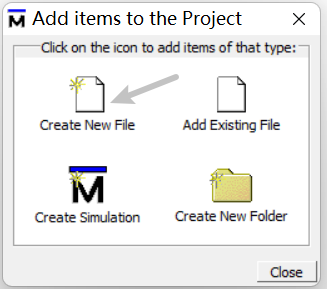 Add items to the Project
Click on the icon to add items of that type:
Create New File
Add Existing File
Create Simulation
Create New Folder
Close